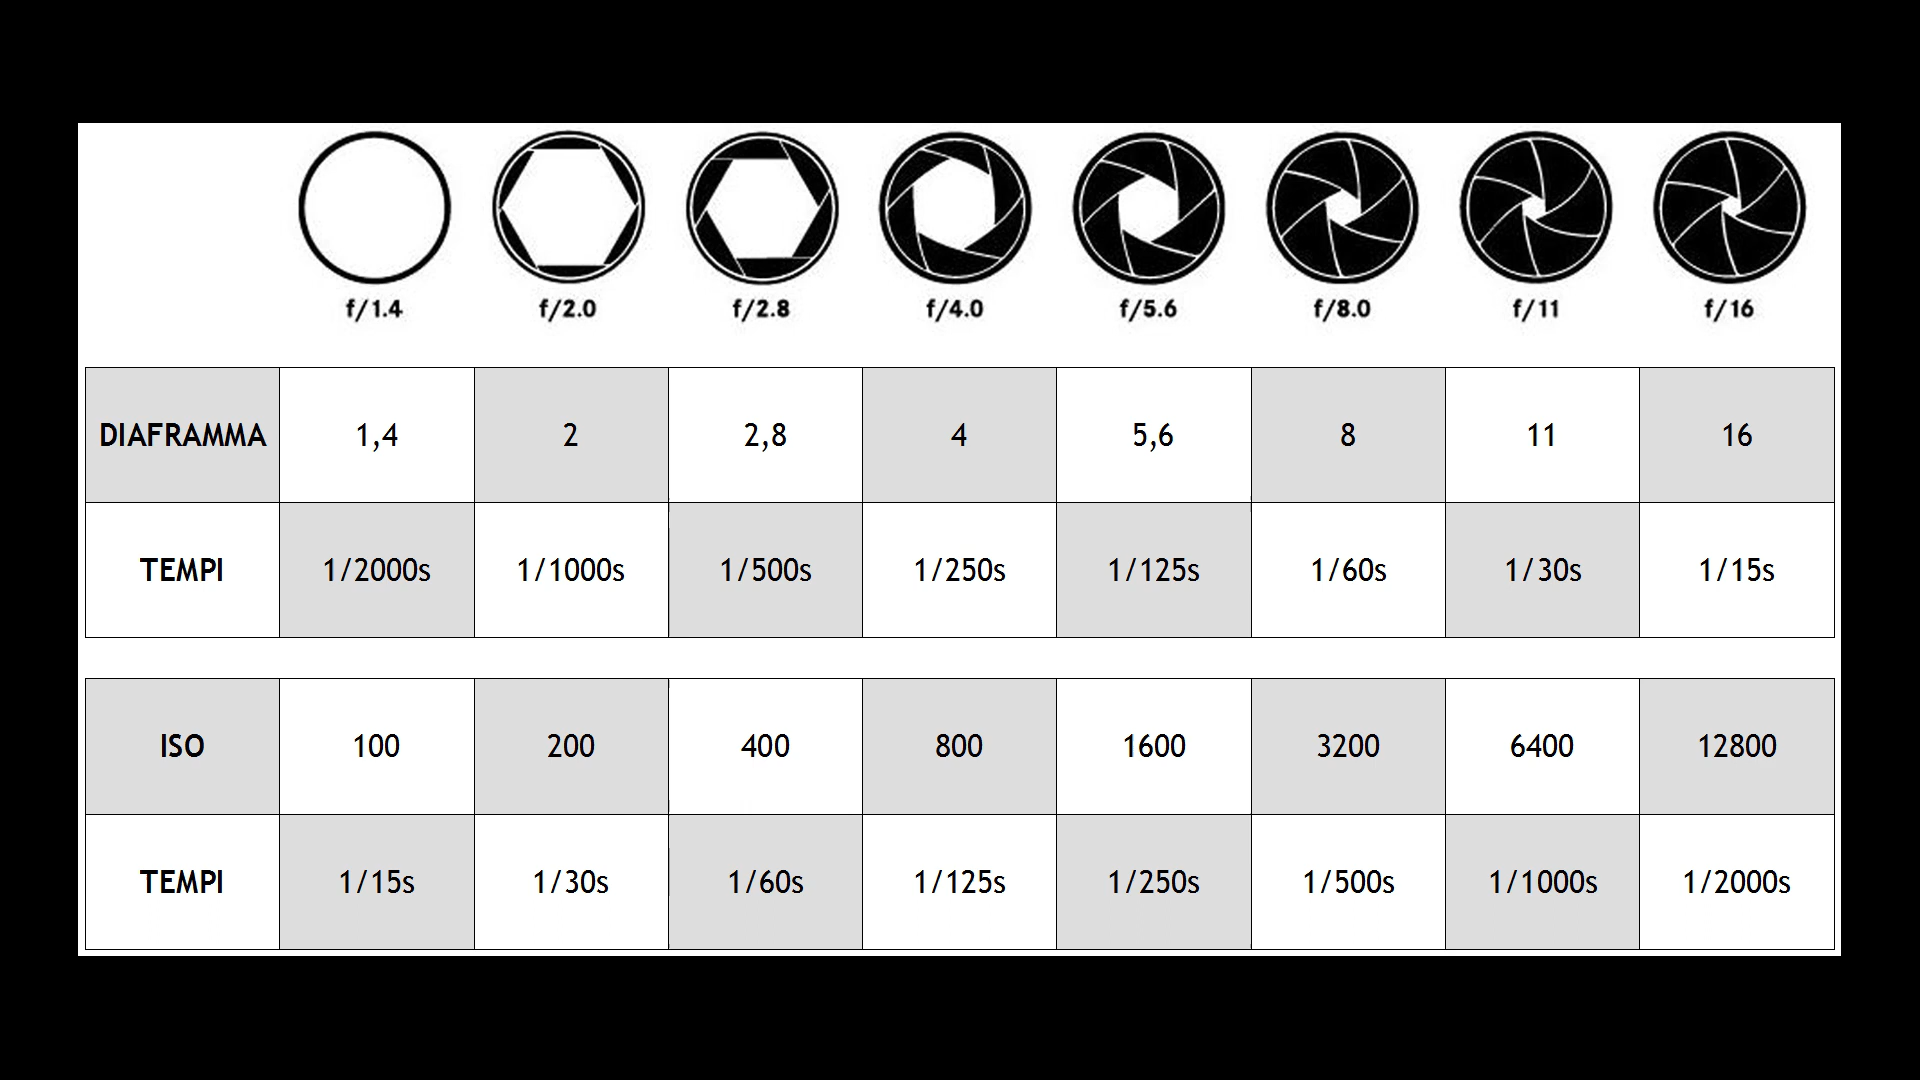 f/1.4 f/2.0 f/2.8 f/4.0 f/5.6 f/8.0 f/11 f/16
DIAFRAMMA 1,4 2 2,8 4 5,6 8 11 16
TEMPI 1/2000s 1/1000s 1/500s 1/250s 1/125s 1/60s 1/30s 1/15s
ISO 100 200 400 800 1600 3200 6400 12800
TEMPI 1/15s 1/30s 1/60s 1/125s 1/250s 1/500s 1/1000s 1/2000s